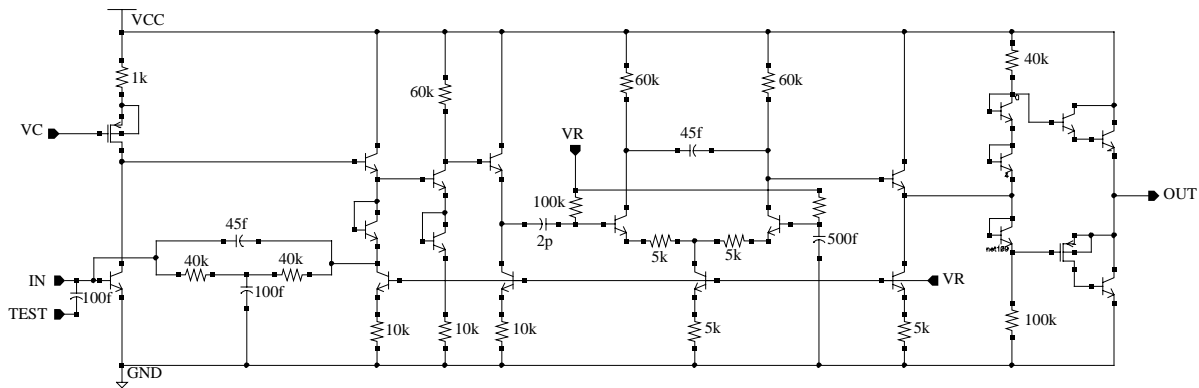 VCC
1k
60k
60k
60k
40k
VC
VR
45f
100k
2p
5k
5k
500f
OUT
net109
45f
40k
40k
IN
100f
100f
TEST
VR
10k
10k
10k
5k
5k
100k
GND